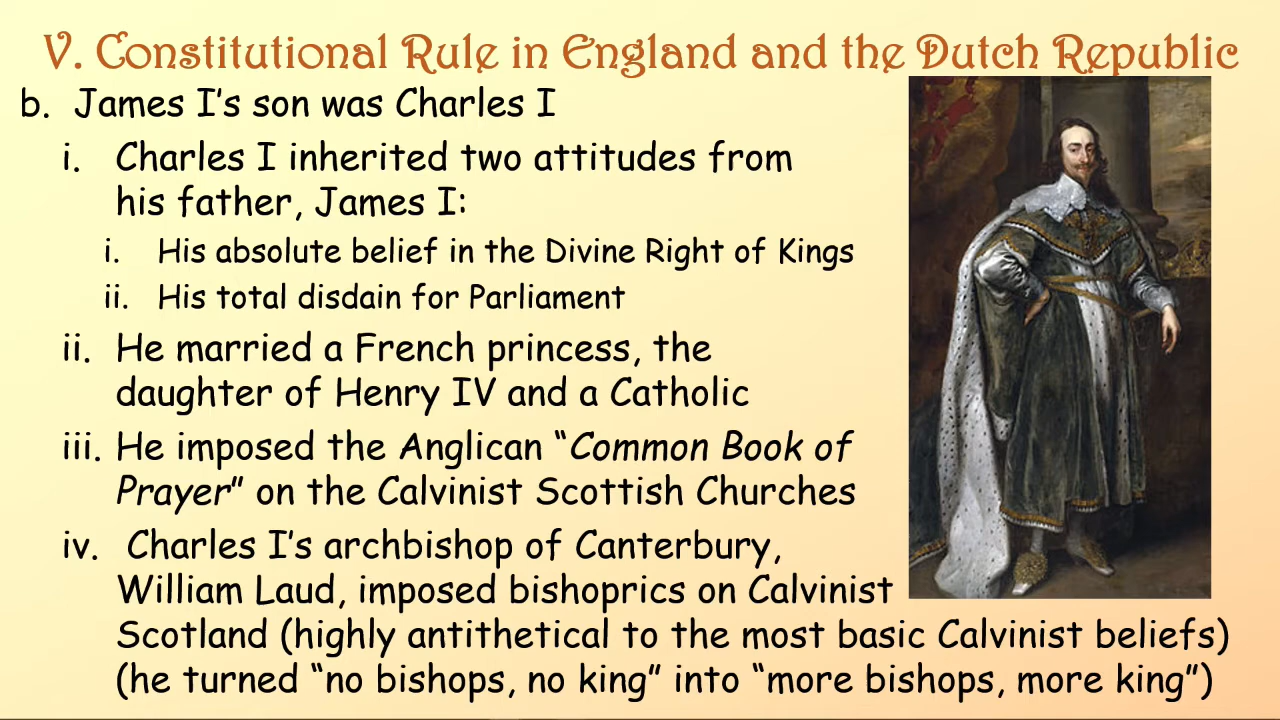 V. Constitutional Rule in England and the Dutch Republic
b. James I's son was Charles I
i. Charles I inherited two attitudes from
his father, James I:
i. His absolute belief in the Divine Right of Kings
ii. His total disdain for Parliament
ii. He married a French princess, the
daughter of Henry IV and a Catholic
iii. He imposed the Anglican “Common Book of
Prayer” on the Calvinist Scottish Churches
iv. Charles I's archbishop of Canterbury,
William Laud, imposed bishoprics on Calvinist
Scotland (highly antithetical to the most basic Calvinist beliefs)
(he turned “no bishops, no king” into “more bishops, more king”)